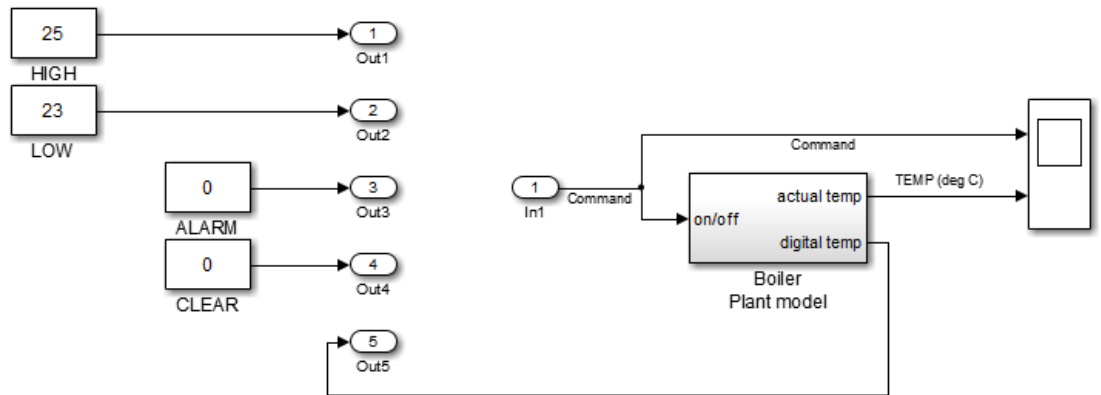 25
HIGH
1
Out1
23
LOW
2
Out2
0
ALARM
3
Out3
0
CLEAR
4
Out4
5
Out5
1
In1
Command
Command
TEMP (deg C)
on/off
actual temp
digital temp
Boiler
Plant model